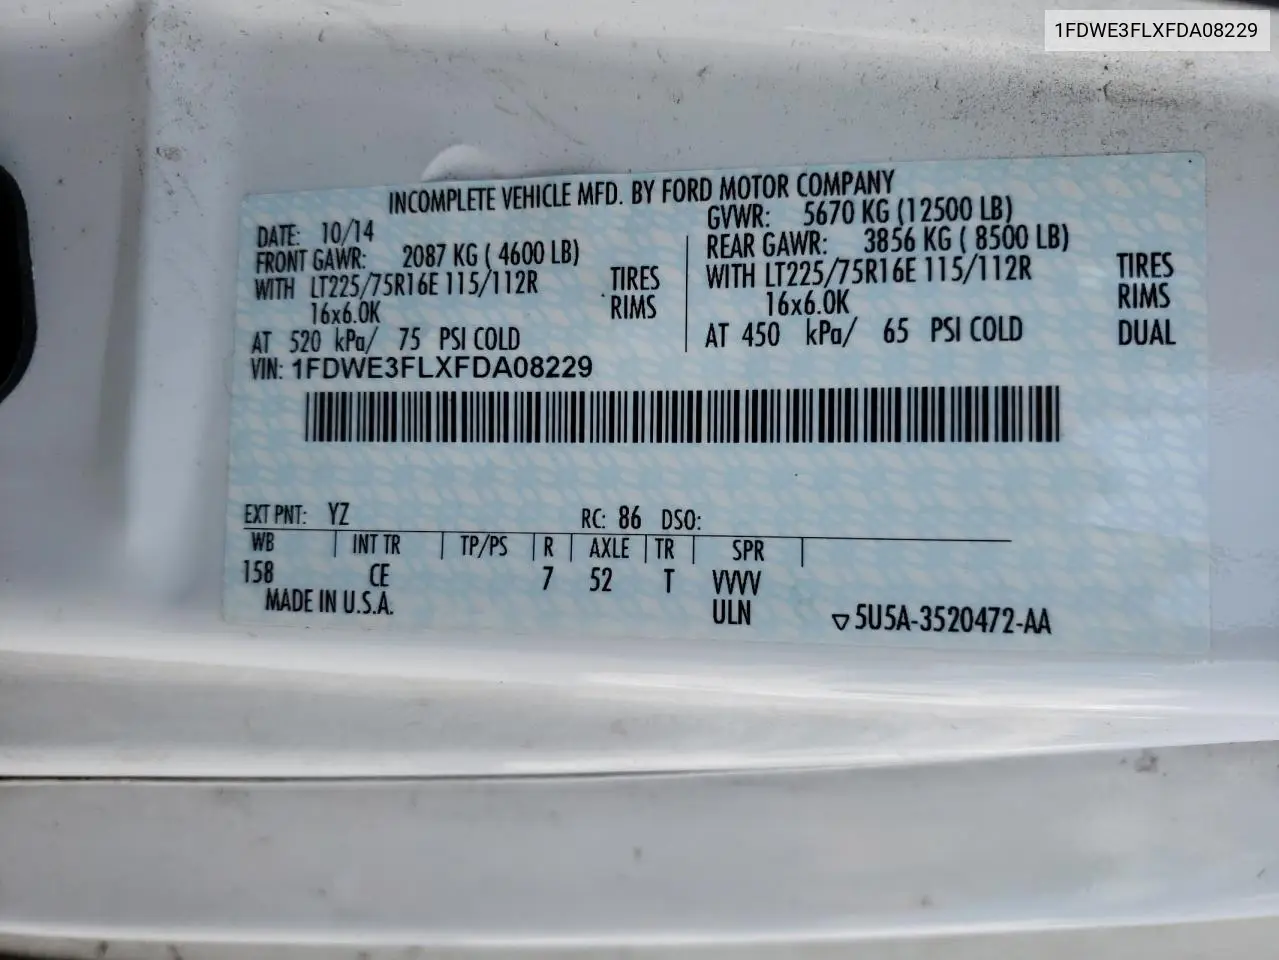 1FDWE3FLXFDA08229
INCOMPLETE VEHICLE MFD. BY FORD MOTOR COMPANY
DATE: 10/14
GVWR: 5670 KG (12500 LB)
FRONT GAWR: 2087 KG ( 4600 LB)
REAR GAWR: 3856 KG ( 8500 LB)
WITH LT225/75R16E 115/112R TIRES
WITH LT225/75R16E 115/112R TIRES
16x6.0K RIMS
16x6.0K RIMS
AT 520 kPa/ 75 PSI COLD
AT 450 kPa/ 65 PSI COLD DUAL
VIN: 1FDWE3FLXFDA08229
EXT PNT: YZ RC: 86 DSO:
WB INT TR TP/PS R AXLE TR SPR
158 CE 7 52 T VVVV
MADE IN U.S.A. ULN ▽5U5A-3520472-AA